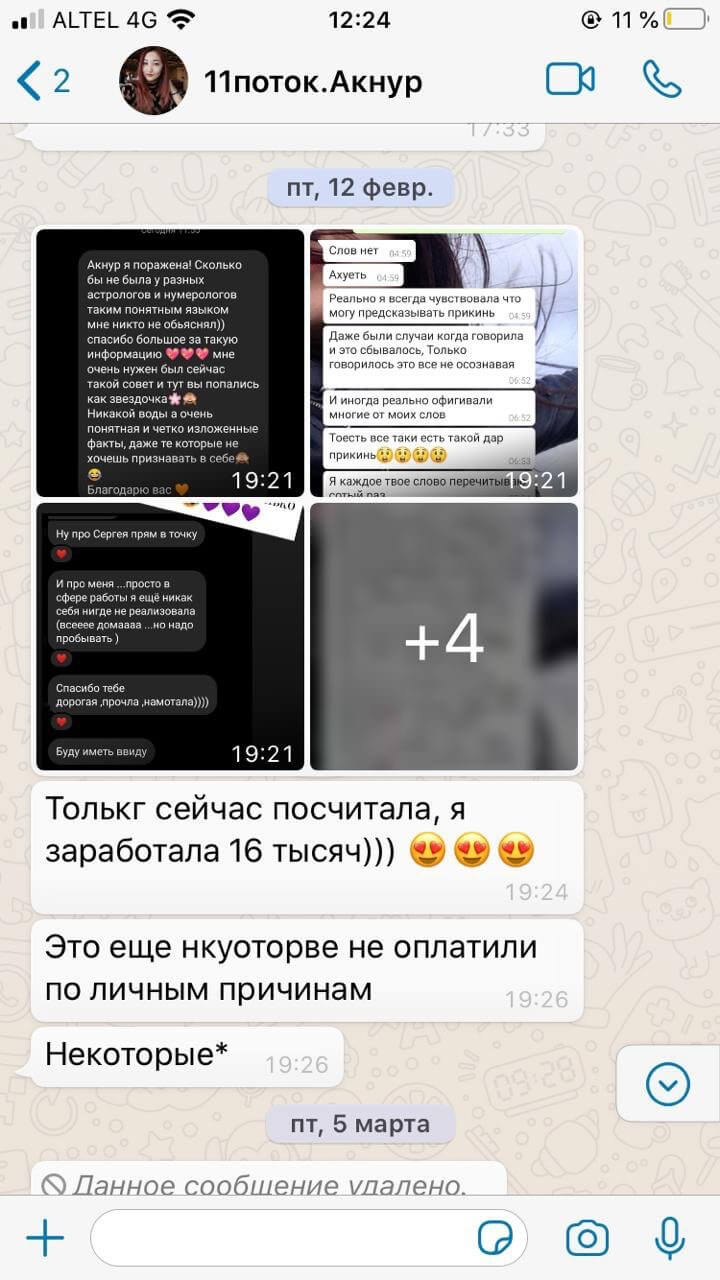 ALTEL 4G 12:24 11 %
2 11поток.Акнур
17:33
пт, 12 февр.
Сегодня 11:55
Акнур я поражена! Сколько
бы не была у разных
астрологов и нумерологов
таким понятным языком
мне никто не обьяснял))
спасибо большое за такую
информацию 💖💖💖 мне
очень нужен был сейчас
такой совет и тут вы попались
как звездочка🌸🙈
Никакой воды а очень
понятная и четко изложенные
факты, даже те которые не
хочешь признавать в себе🙈
😂
Благодарю вас 🧡
19:21
Слов нет 04:59
Ахуеть 04:59
Реально я всегда чувствовала что
могу предсказывать прикинь 04:59
Даже были случаи когда говорила
и это сбывалось, Только
говорилось это все не осознавая
06:52
И иногда реально офигивали
многие от моих слов 06:52
Тоесть все таки есть такой дар
прикинь😲😲😲😲 06:53
Я каждое твое слово перечитыв
сотый раз
19:21
Ну про Сергея прям в точку
И про меня ...просто в
сфере работы я ещё никак
себя нигде не реализовала
(всееее домаааа ...но надо
пробывать )
Спасибо тебе
дорогая ,прочла ,намотала))))
Буду иметь ввиду
19:21
+4
Толькг сейчас посчитала, я
заработала 16 тысяч))) 😍😍😍
19:24
Это еще нкуоторве не оплатили
по личным причинам
19:26
Некоторые* 19:26
пт, 5 марта
Данное сообщение удалено.